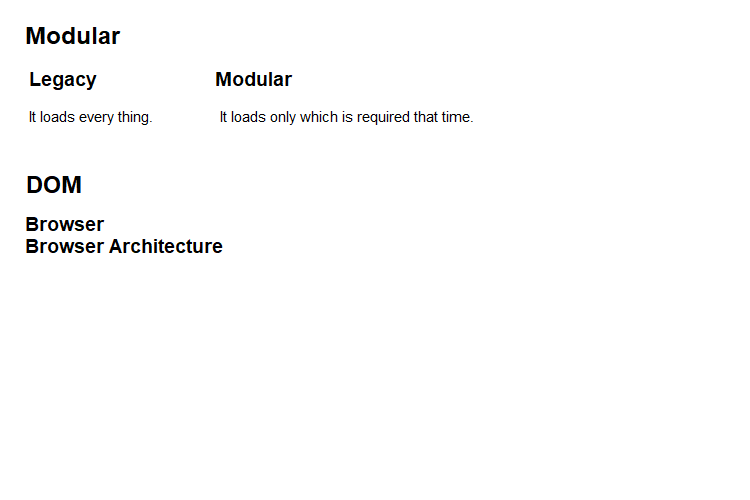 Modular
Legacy Modular
It loads every thing. It loads only which is required that time.
DOM
Browser
Browser Architecture